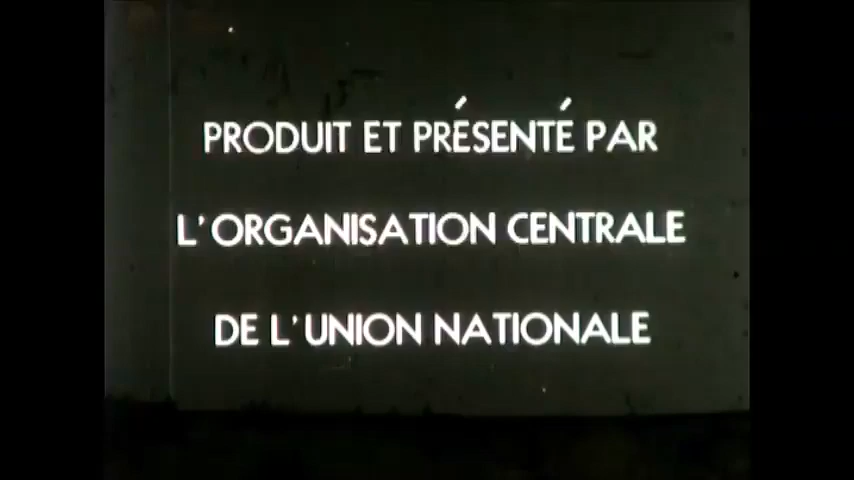 PRODUIT ET PRÉSENTÉ PAR
L'ORGANISATION CENTRALE
DE L'UNION NATIONALE